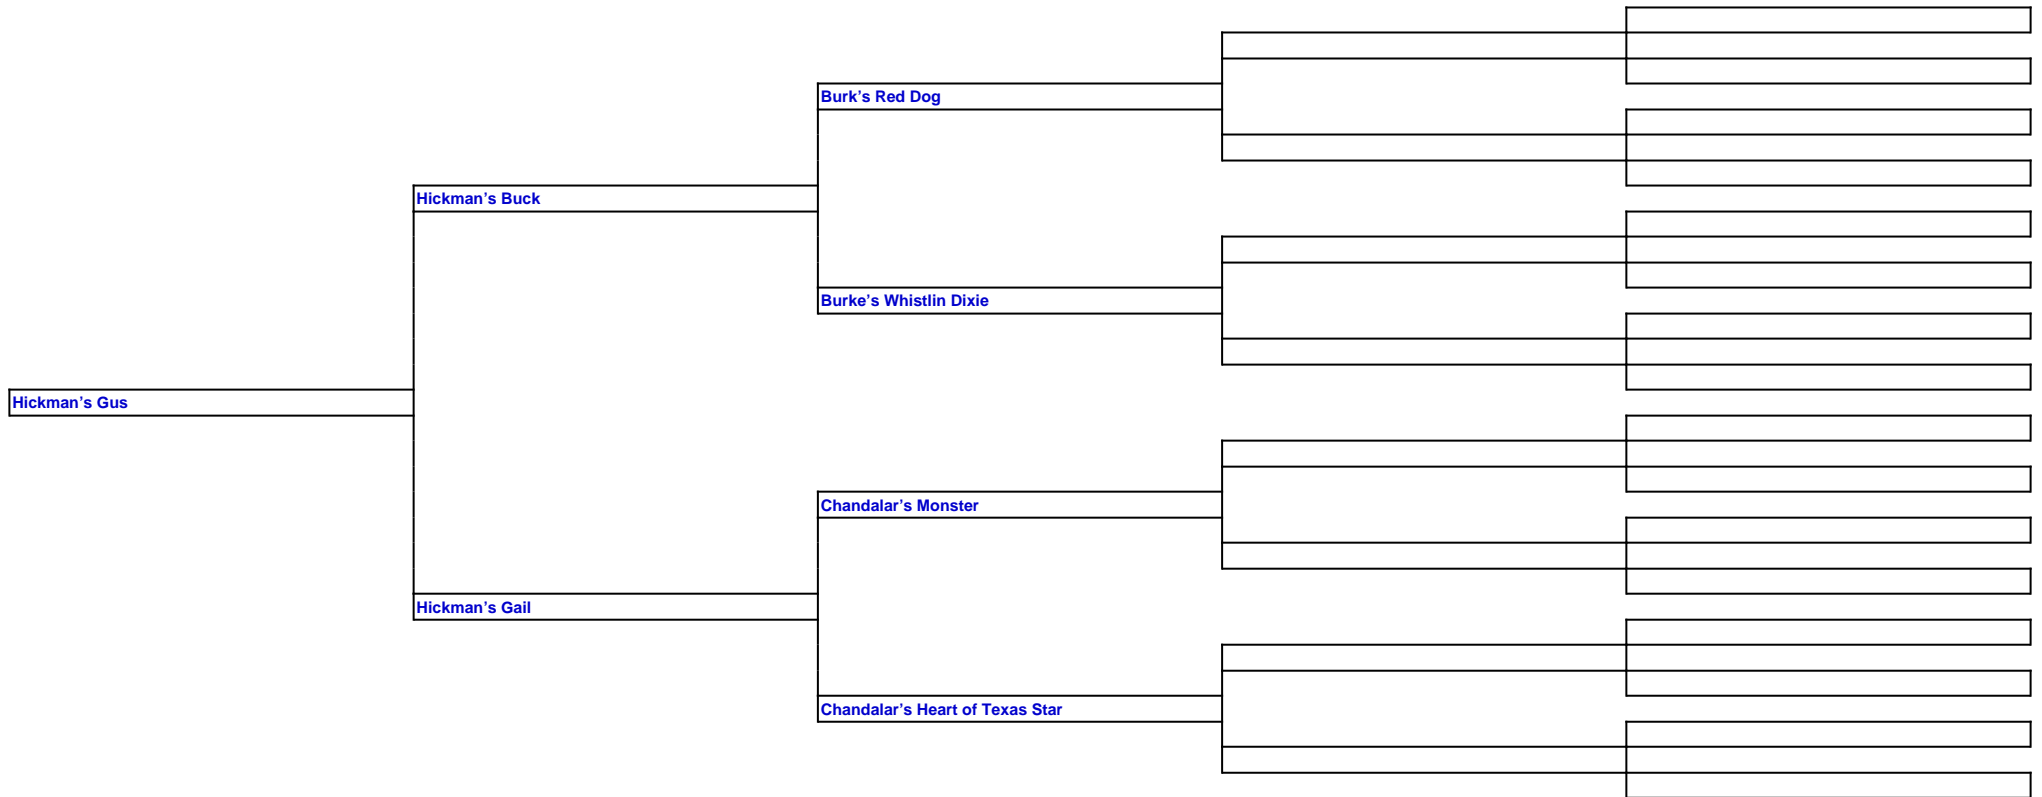 Burk’s Red Dog
Hickman’s Buck
Burke’s Whistlin Dixie
Hickman’s Gus
Chandalar’s Monster
Hickman’s Gail
Chandalar’s Heart of Texas Star